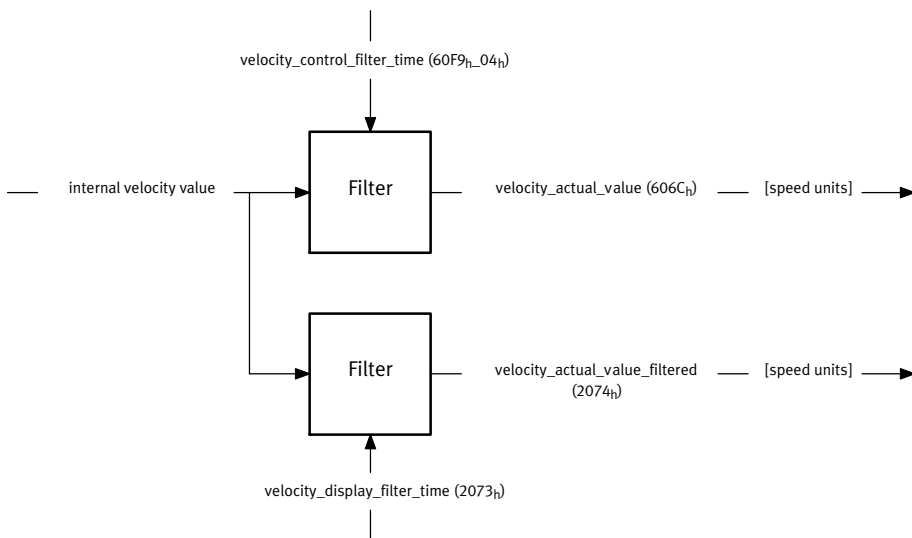 velocity_control_filter_time (60F9h_04h)
internal velocity value
Filter
velocity_actual_value (606Ch)
[speed units]
Filter
velocity_actual_value_filtered
(2074h)
[speed units]
velocity_display_filter_time (2073h)